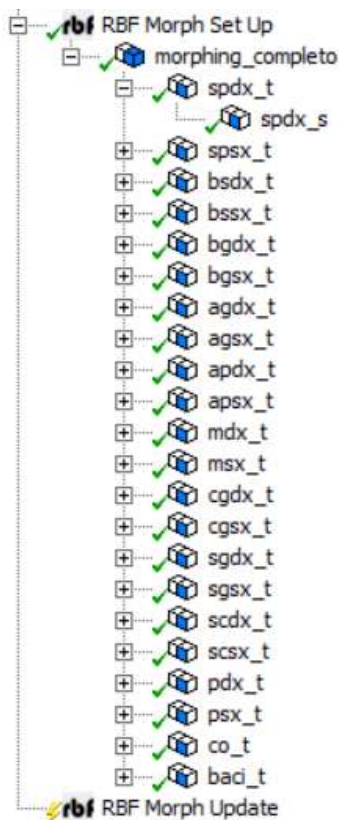 rbf RBF Morph Set Up
morphing_completo
spdx_t
spdx_s
spsx_t
bsdx_t
bssx_t
bgdx_t
bgsx_t
agdx_t
agsx_t
apdx_t
apsx_t
mdx_t
msx_t
cgdx_t
cgsx_t
sgdx_t
sgsx_t
scdx_t
scsx_t
pdx_t
psx_t
co_t
baci_t
rbf RBF Morph Update